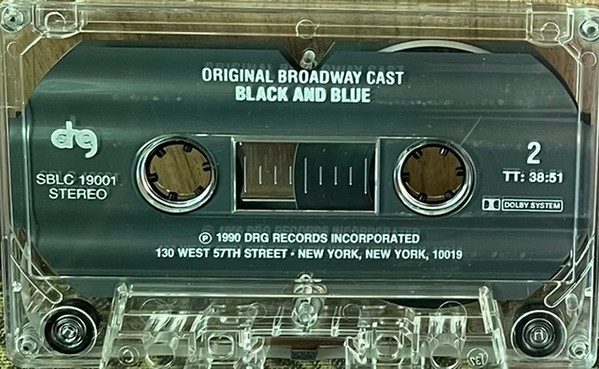 ORIGINAL BROADWAY CAST
BLACK AND BLUE
drg
SBLC 19001
STEREO
2
TT: 38:51
DOLBY SYSTEM
℗ 1990 DRG RECORDS INCORPORATED
130 WEST 57TH STREET • NEW YORK, NEW YORK, 10019